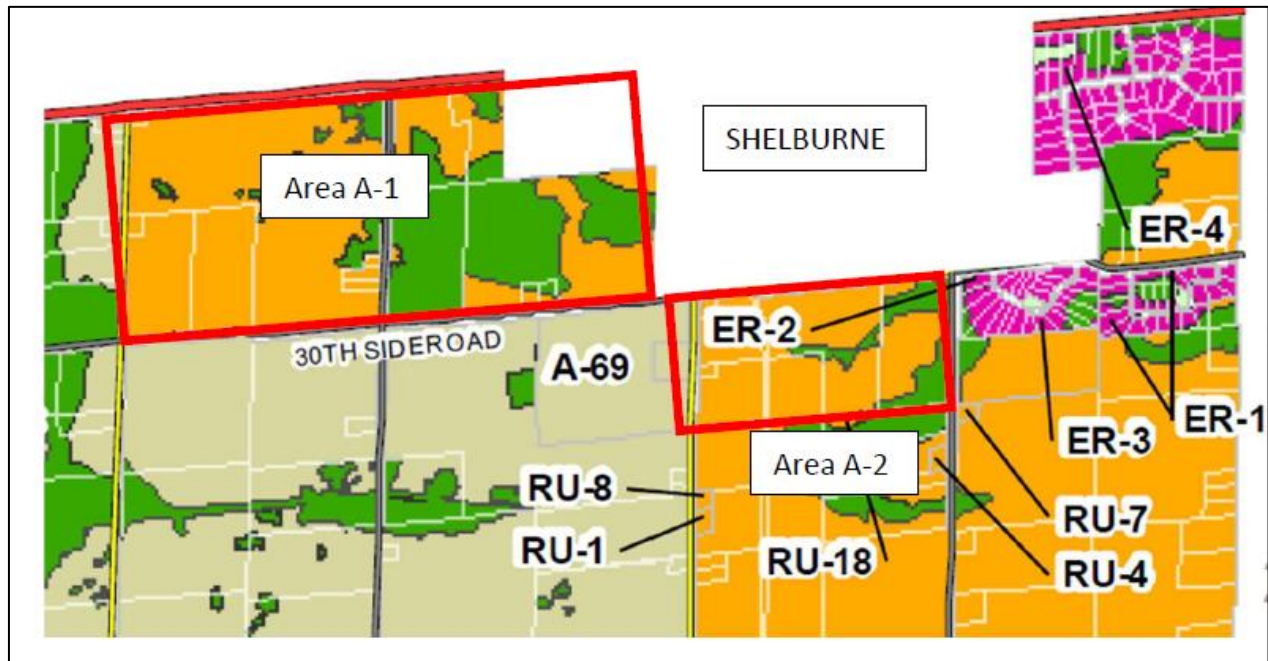 SHELBURNE
Area A-1
ER-4
30TH SIDEROAD
ER-2
A-69
ER-1
ER-3
Area A-2
RU-8
RU-7
RU-1
RU-18
RU-4